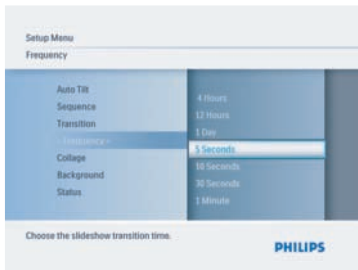 Setup Menu
Frequency
Auto Tilt
Sequence
Transition
- Frequency -
Collage
Background
Status
4 Hours
12 Hours
1 Day
5 Seconds
10 Seconds
30 Seconds
1 Minute
Choose the slideshow transition time.
PHILIPS